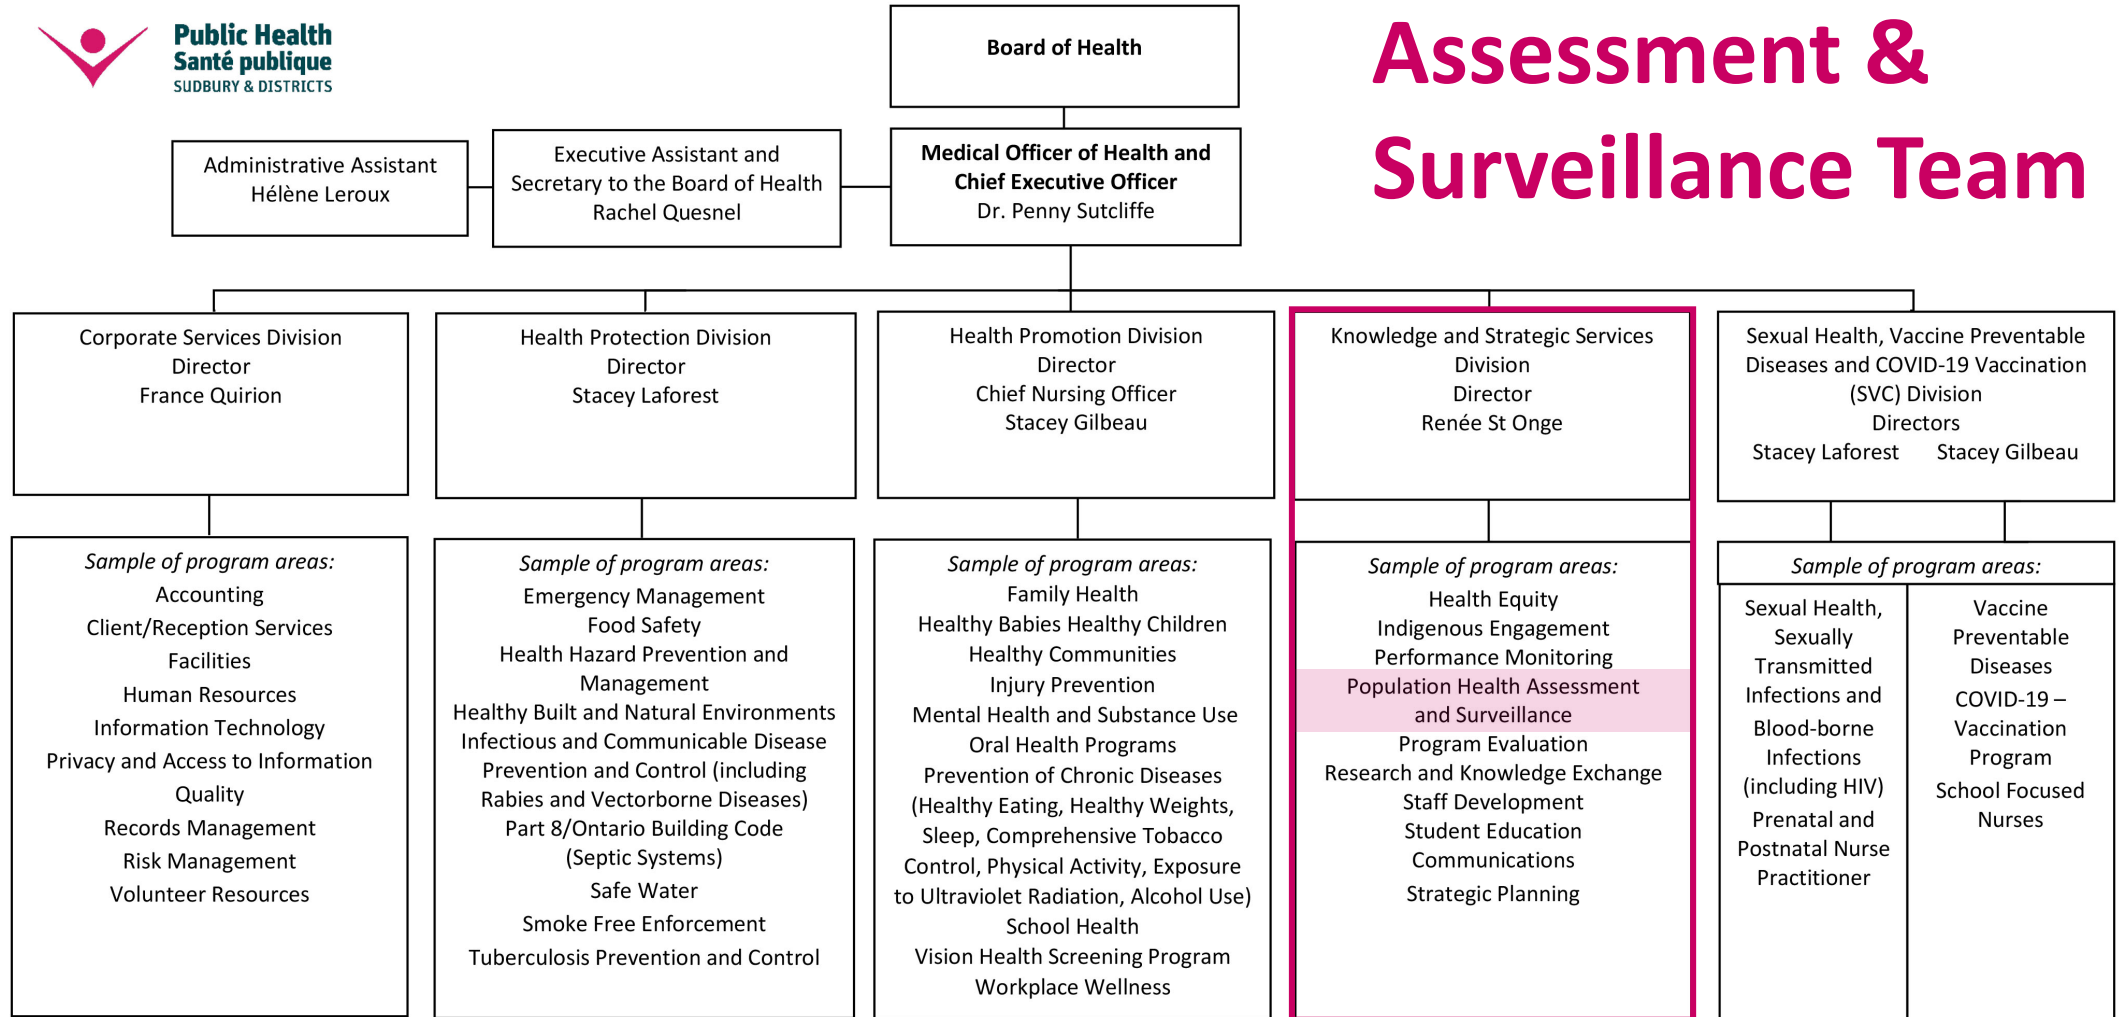 Public Health
Santé publique
SUDBURY & DISTRICTS
Assessment &
Surveillance Team
Board of Health
Administrative Assistant
Hélène Leroux
Executive Assistant and
Secretary to the Board of Health
Rachel Quesnel
Medical Officer of Health and
Chief Executive Officer
Dr. Penny Sutcliffe
Corporate Services Division
Director
France Quirion
Health Protection Division
Director
Stacey Laforest
Health Promotion Division
Director
Chief Nursing Officer
Stacey Gilbeau
Knowledge and Strategic Services
Division
Director
Renée St Onge
Sexual Health, Vaccine Preventable
Diseases and COVID-19 Vaccination
(SVC) Division
Directors
Stacey Laforest Stacey Gilbeau
Sample of program areas:
Accounting
Client/Reception Services
Facilities
Human Resources
Information Technology
Privacy and Access to Information
Quality
Records Management
Risk Management
Volunteer Resources
Sample of program areas:
Emergency Management
Food Safety
Health Hazard Prevention and
Management
Healthy Built and Natural Environments
Infectious and Communicable Disease
Prevention and Control (including
Rabies and Vectorborne Diseases)
Part 8/Ontario Building Code
(Septic Systems)
Safe Water
Smoke Free Enforcement
Tuberculosis Prevention and Control
Sample of program areas:
Family Health
Healthy Babies Healthy Children
Healthy Communities
Injury Prevention
Mental Health and Substance Use
Oral Health Programs
Prevention of Chronic Diseases
(Healthy Eating, Healthy Weights,
Sleep, Comprehensive Tobacco
Control, Physical Activity, Exposure
to Ultraviolet Radiation, Alcohol Use)
School Health
Vision Health Screening Program
Workplace Wellness
Sample of program areas:
Health Equity
Indigenous Engagement
Performance Monitoring
Population Health Assessment
and Surveillance
Program Evaluation
Research and Knowledge Exchange
Staff Development
Student Education
Communications
Strategic Planning
Sample of program areas:
Sexual Health,
Sexually
Transmitted
Infections and
Blood-borne
Infections
(including HIV)
Prenatal and
Postnatal Nurse
Practitioner
Vaccine
Preventable
Diseases
COVID-19 –
Vaccination
Program
School Focused
Nurses